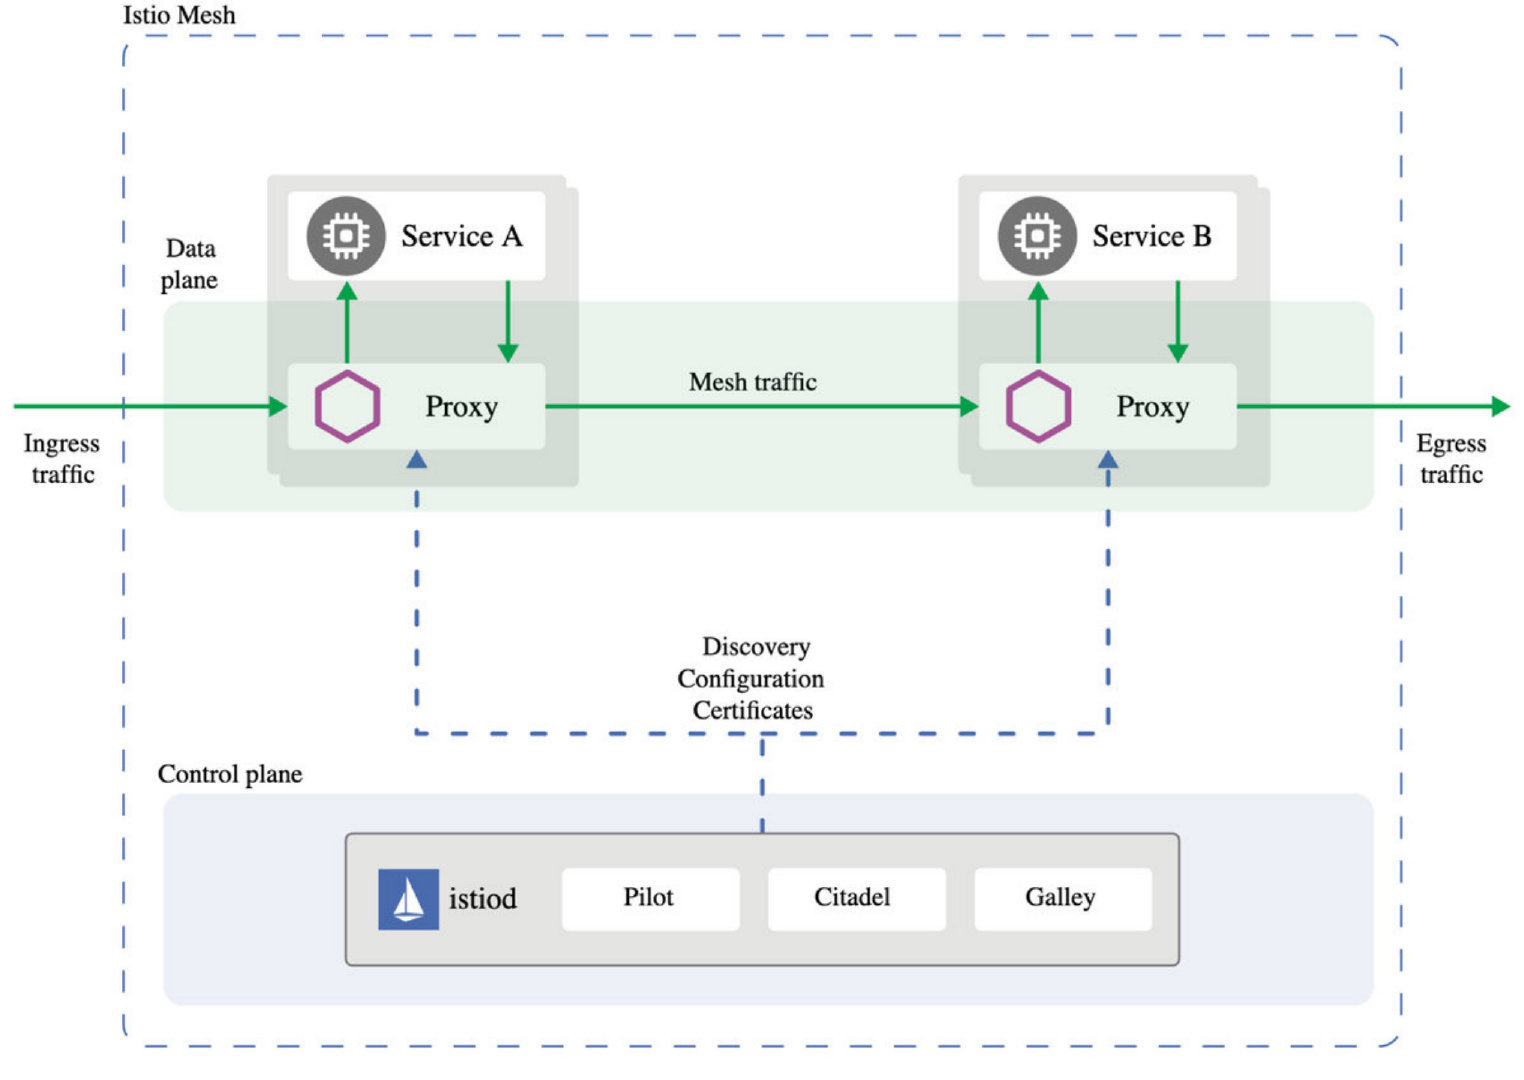 Istio Mesh
Service A
Service B
Data
plane
Proxy
Mesh traffic
Proxy
Ingress
traffic
Egress
traffic
Discovery
Configuration
Certificates
Control plane
istiod
Pilot
Citadel
Galley